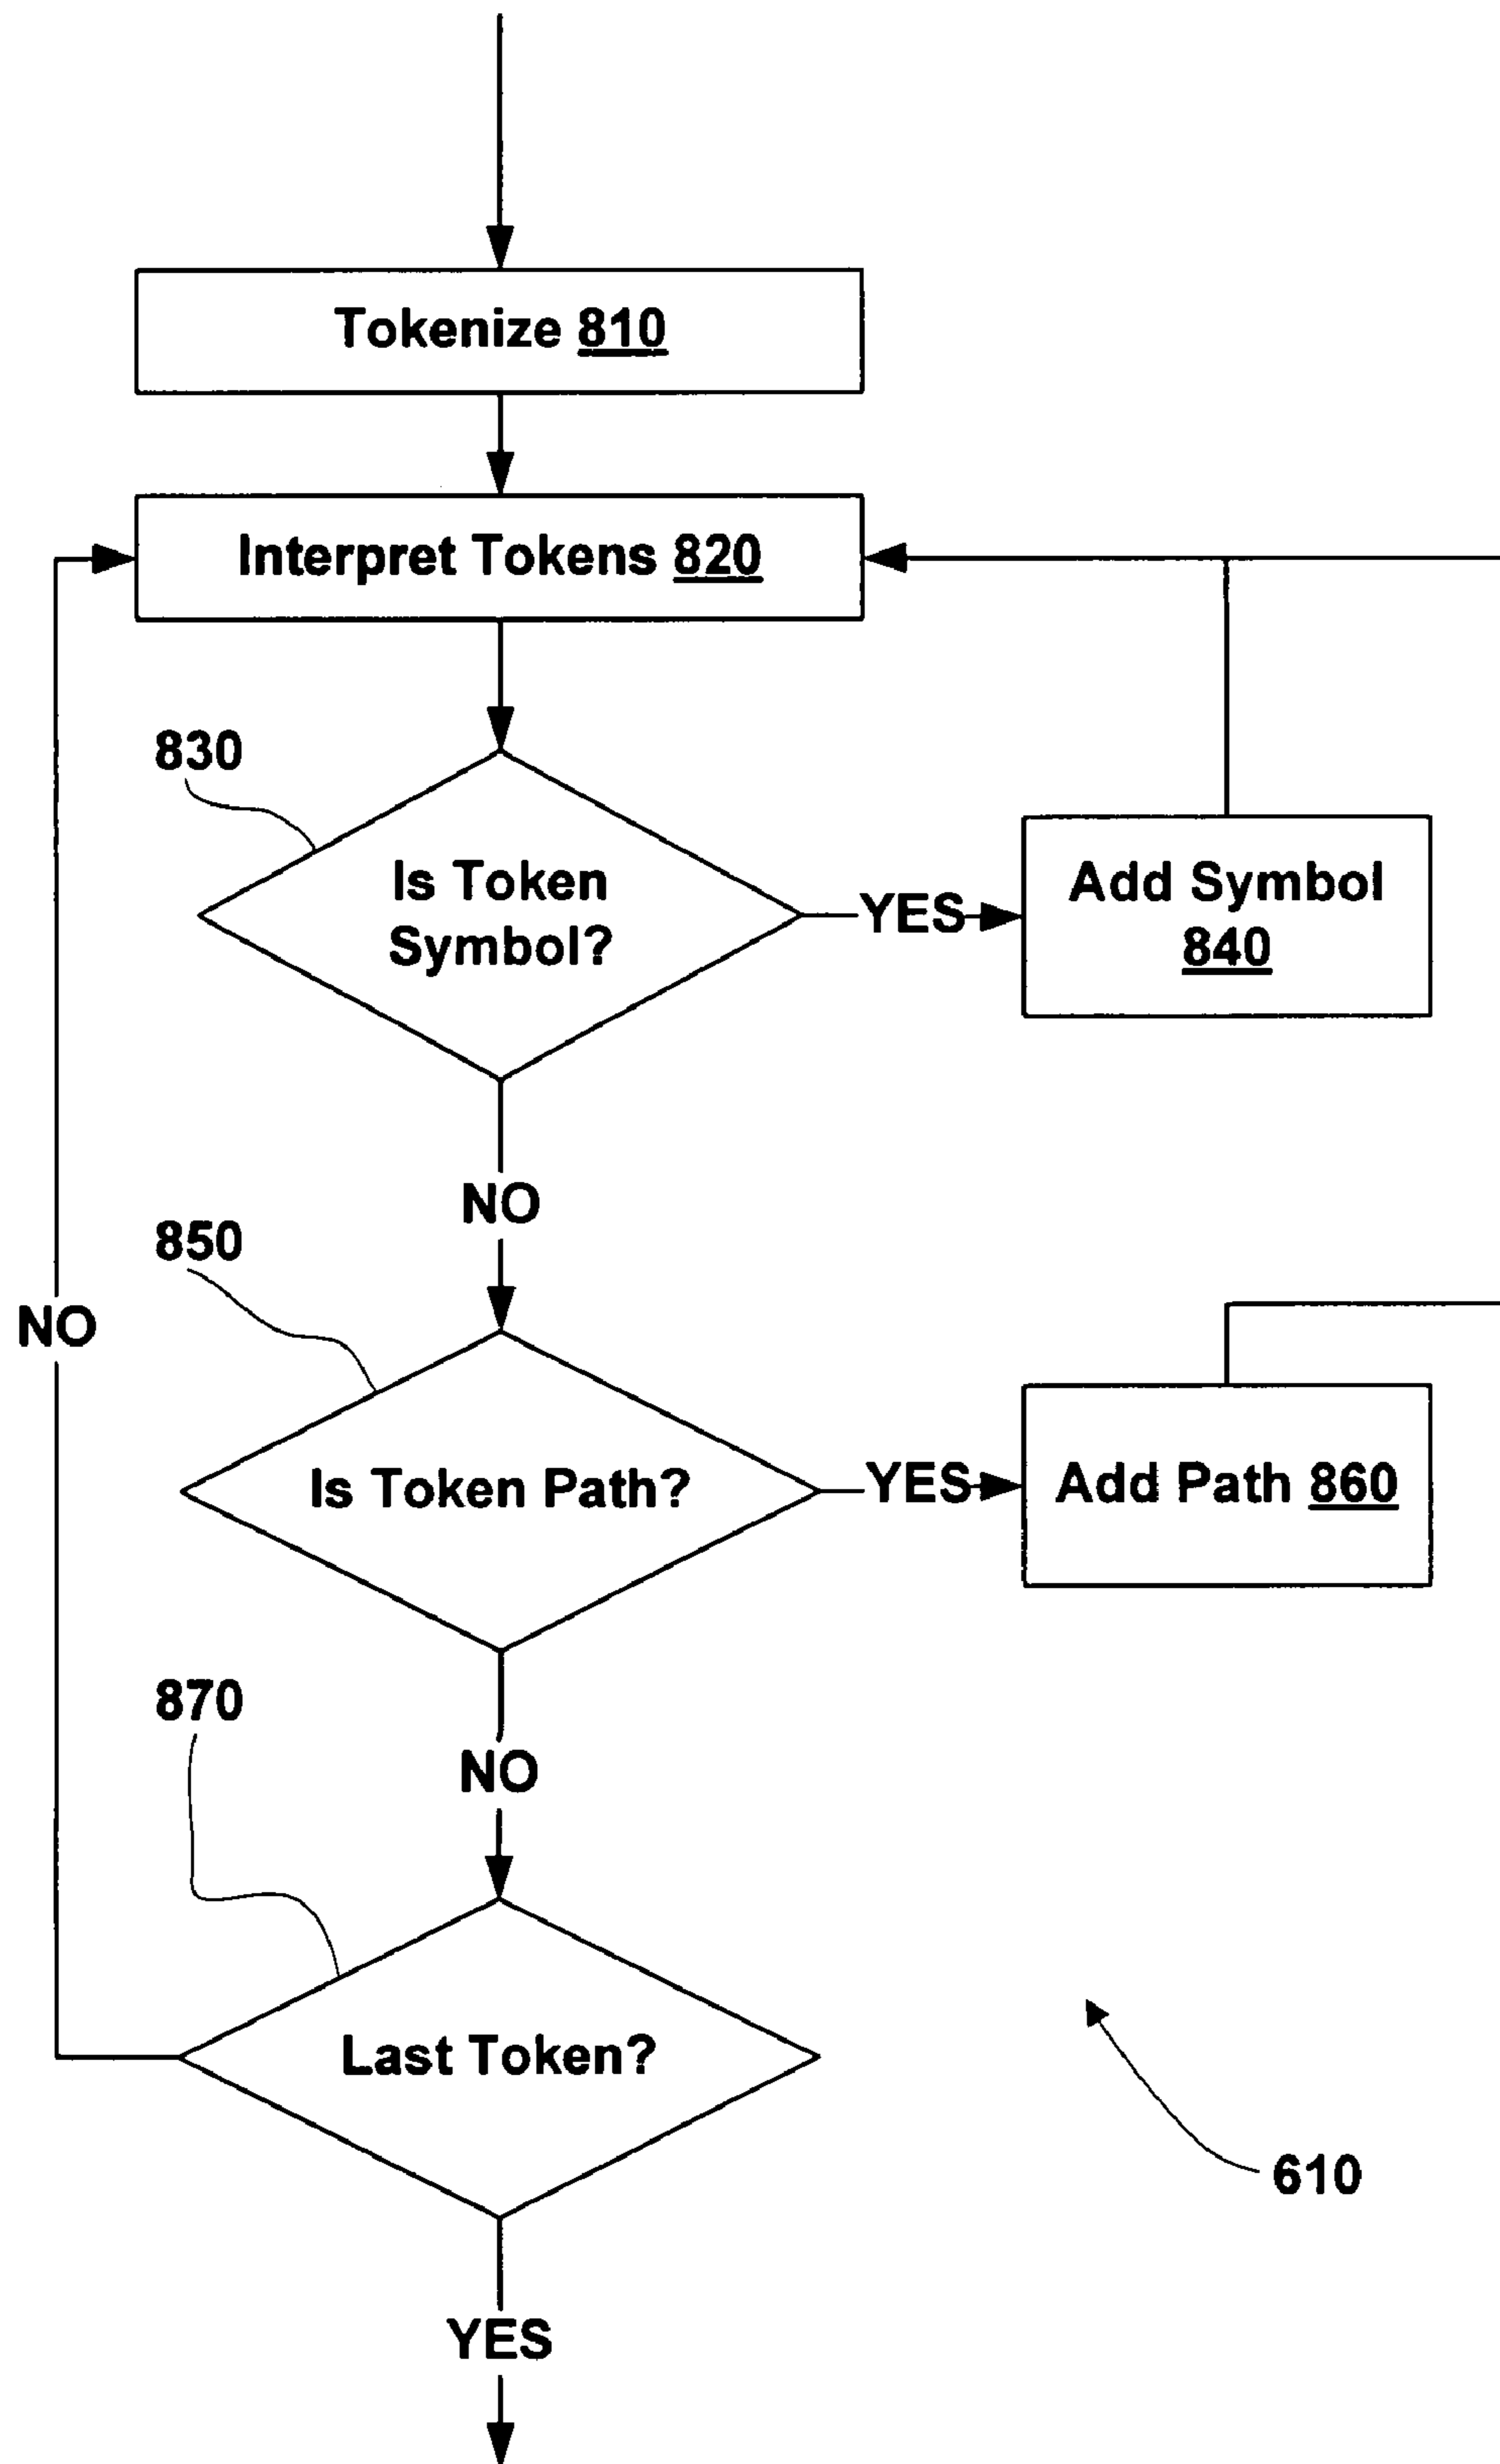 Tokenize 810
Interpret Tokens 820
830
Is Token
Symbol?
YES
Add Symbol
840
NO
850
NO
Is Token Path?
YES
Add Path 860
870
NO
Last Token?
610
YES